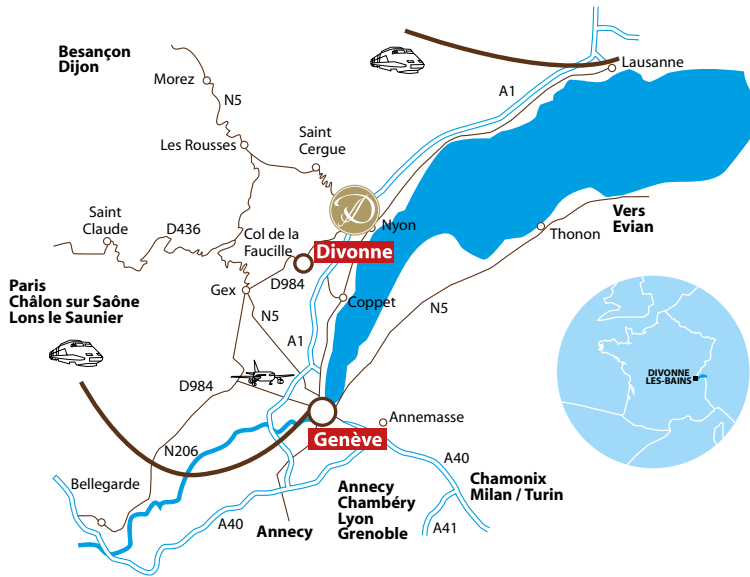 Besançon
Dijon
Lausanne
Morez
A1
N5
Saint
Cergue
Les Rousses
D
Saint
Claude
D436
Col de la
Faucille
Nyon
Vers
Evian
Thonon
Divonne
Paris
Châlon sur Saône
Lons le Saunier
Gex
D984
Coppet
N5
N5
A1
DIVONNE
LES-BAINS
D984
Annemasse
Genève
N206
A40
Bellegarde
Annecy
Chambéry
Lyon
Grenoble
Chamonix
Milan / Turin
A40
Annecy
A41